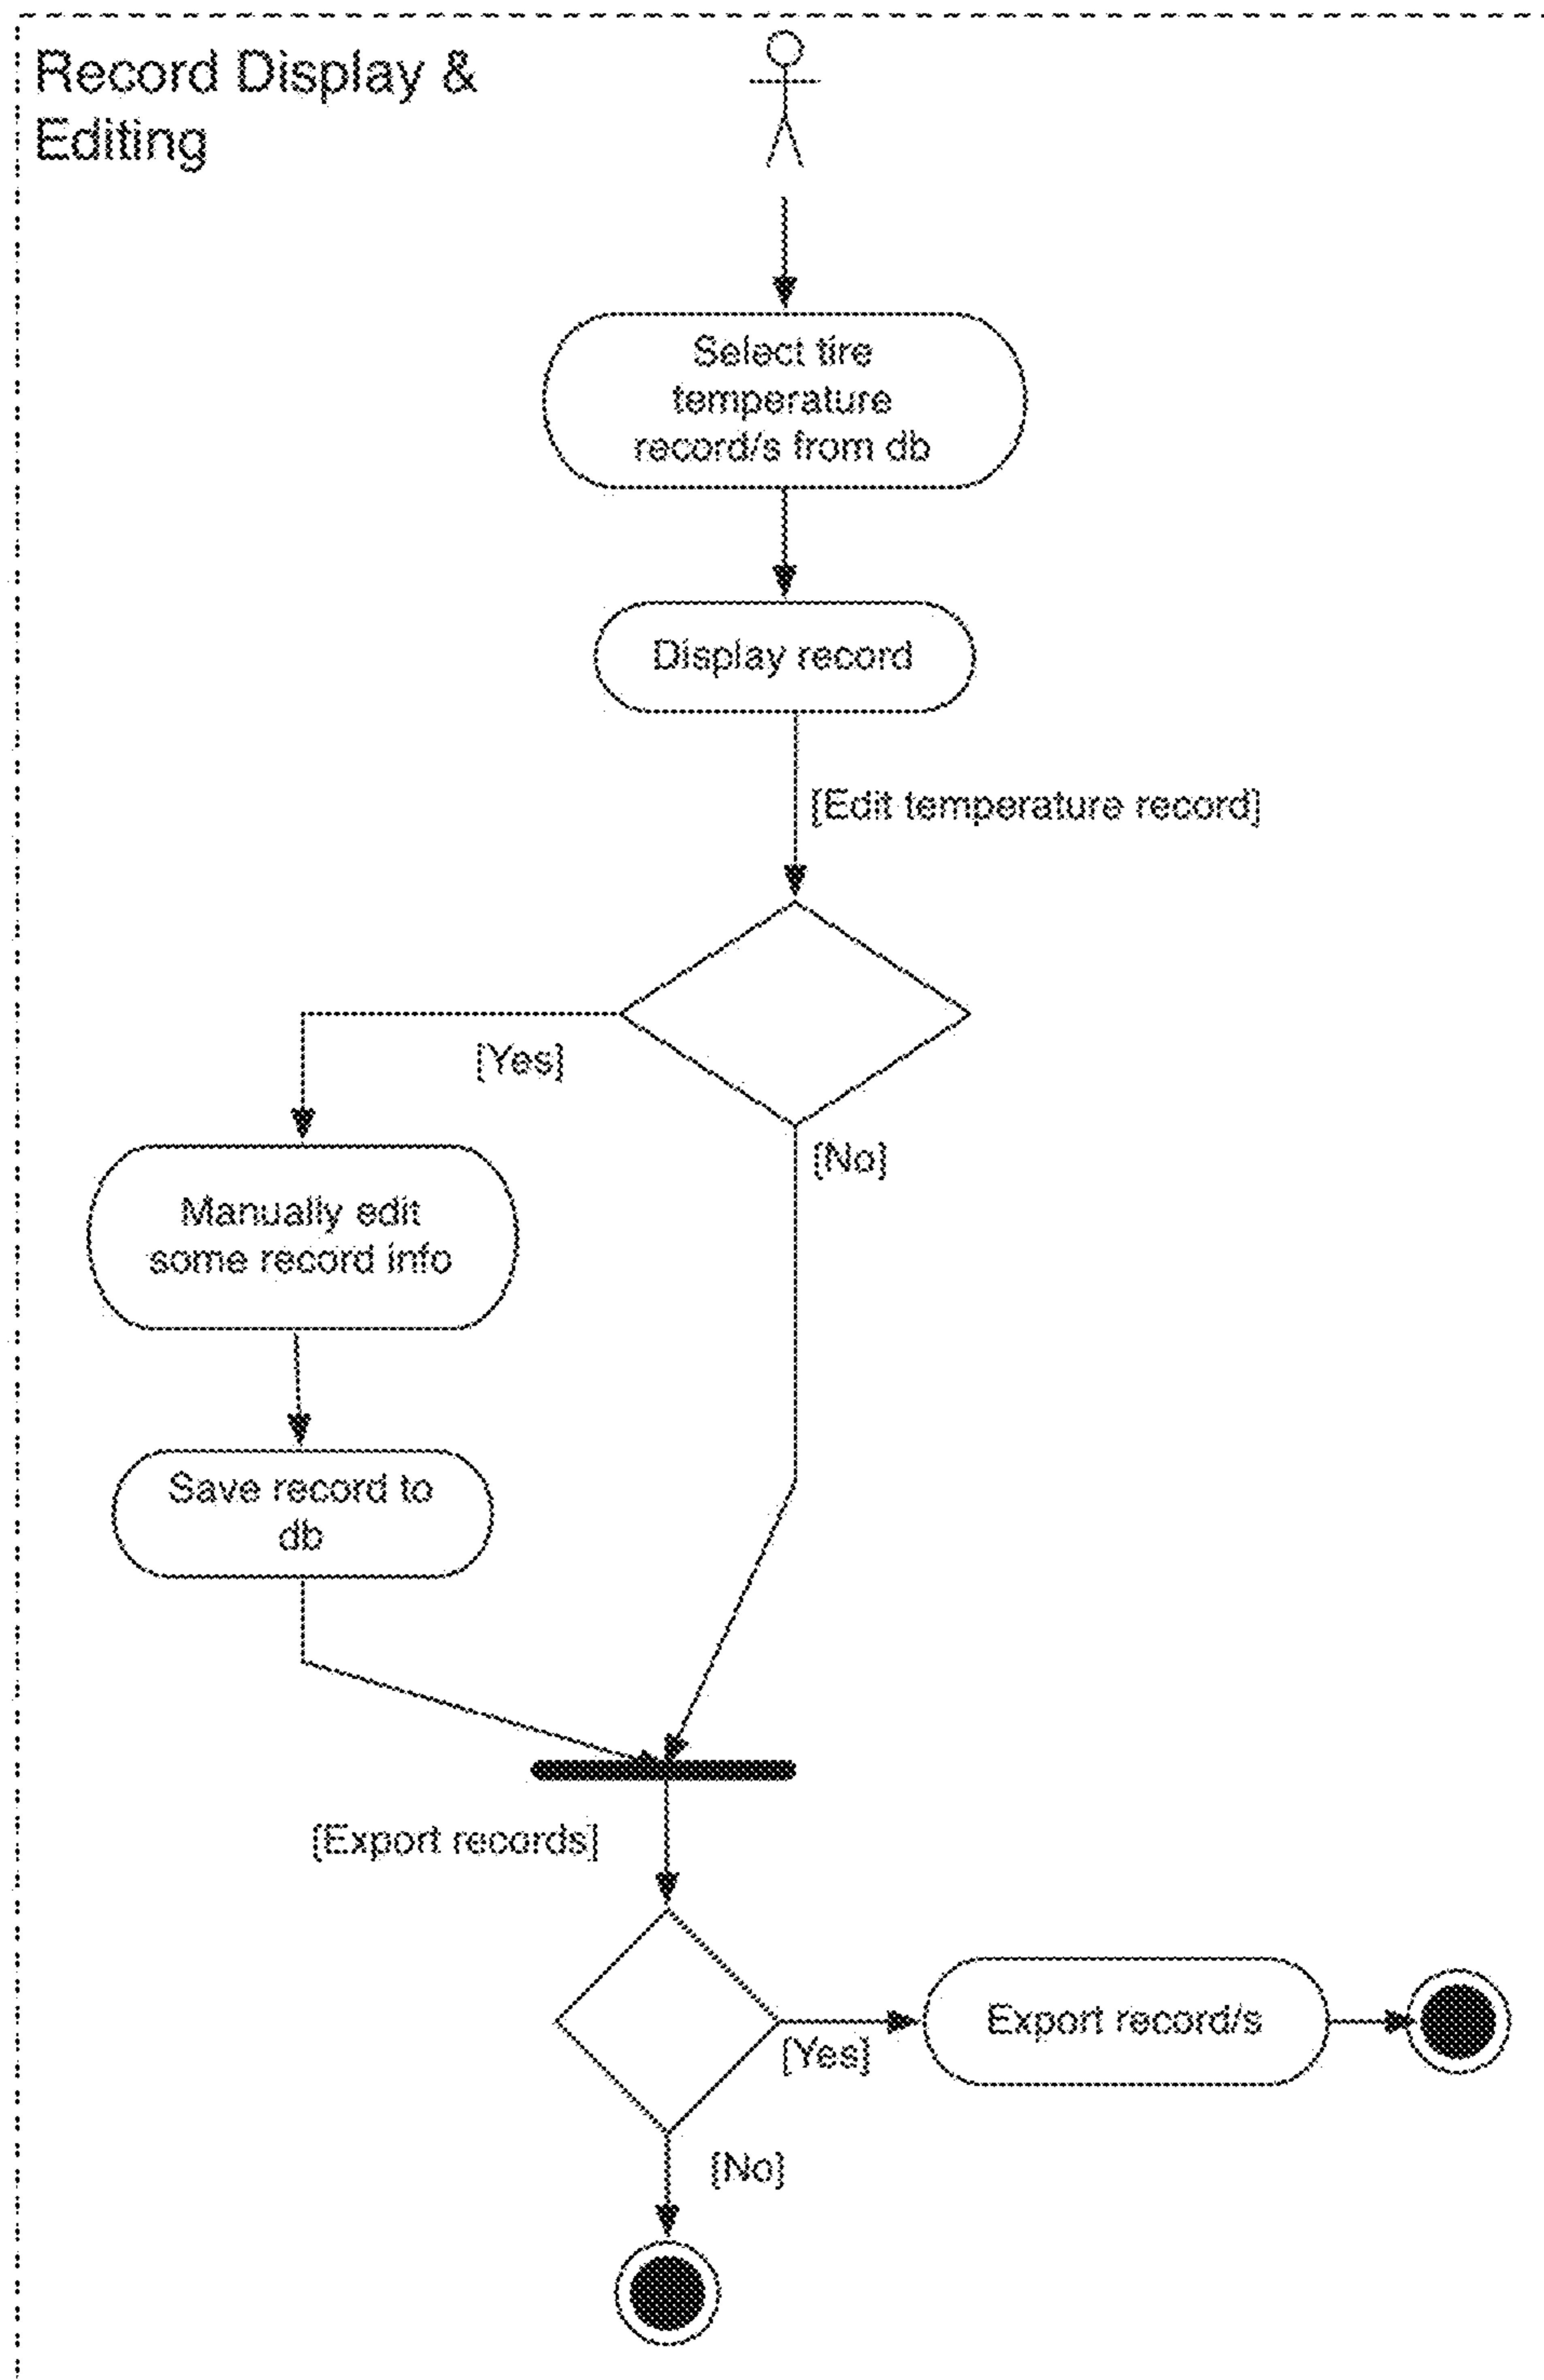 Record Display &
Editing
Select tire
temperature
record/s from db
Display record
[Edit temperature record]
[Yes]
[No]
Manually edit
some record info
Save record to
db
[Export records]
Export record/s
[Yes]
[No]